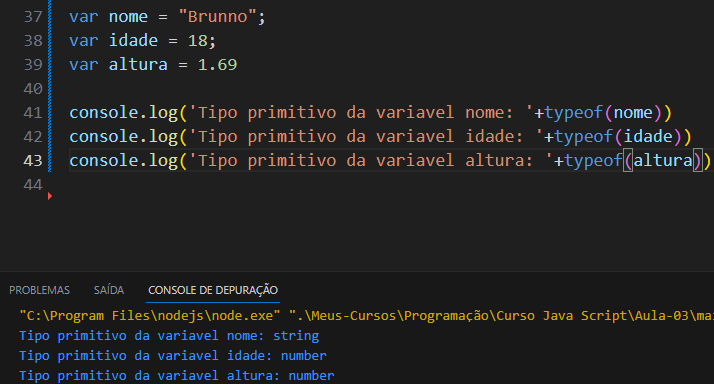 37 var nome = "Brunno";
38 var idade = 18;
39 var altura = 1.69
40
41 console.log('Tipo primitivo da variavel nome: '+typeof(nome))
42 console.log('Tipo primitivo da variavel idade: '+typeof(idade))
43 console.log('Tipo primitivo da variavel altura: '+typeof(altura))
44
PROBLEMAS SAÍDA CONSOLE DE DEPURAÇÃO
"C:\Program Files\nodejs\node.exe" ".\Meus-Cursos\Programação\Curso Java Script\Aula-03\mai
Tipo primitivo da variavel nome: string
Tipo primitivo da variavel idade: number
Tipo primitivo da variavel altura: number